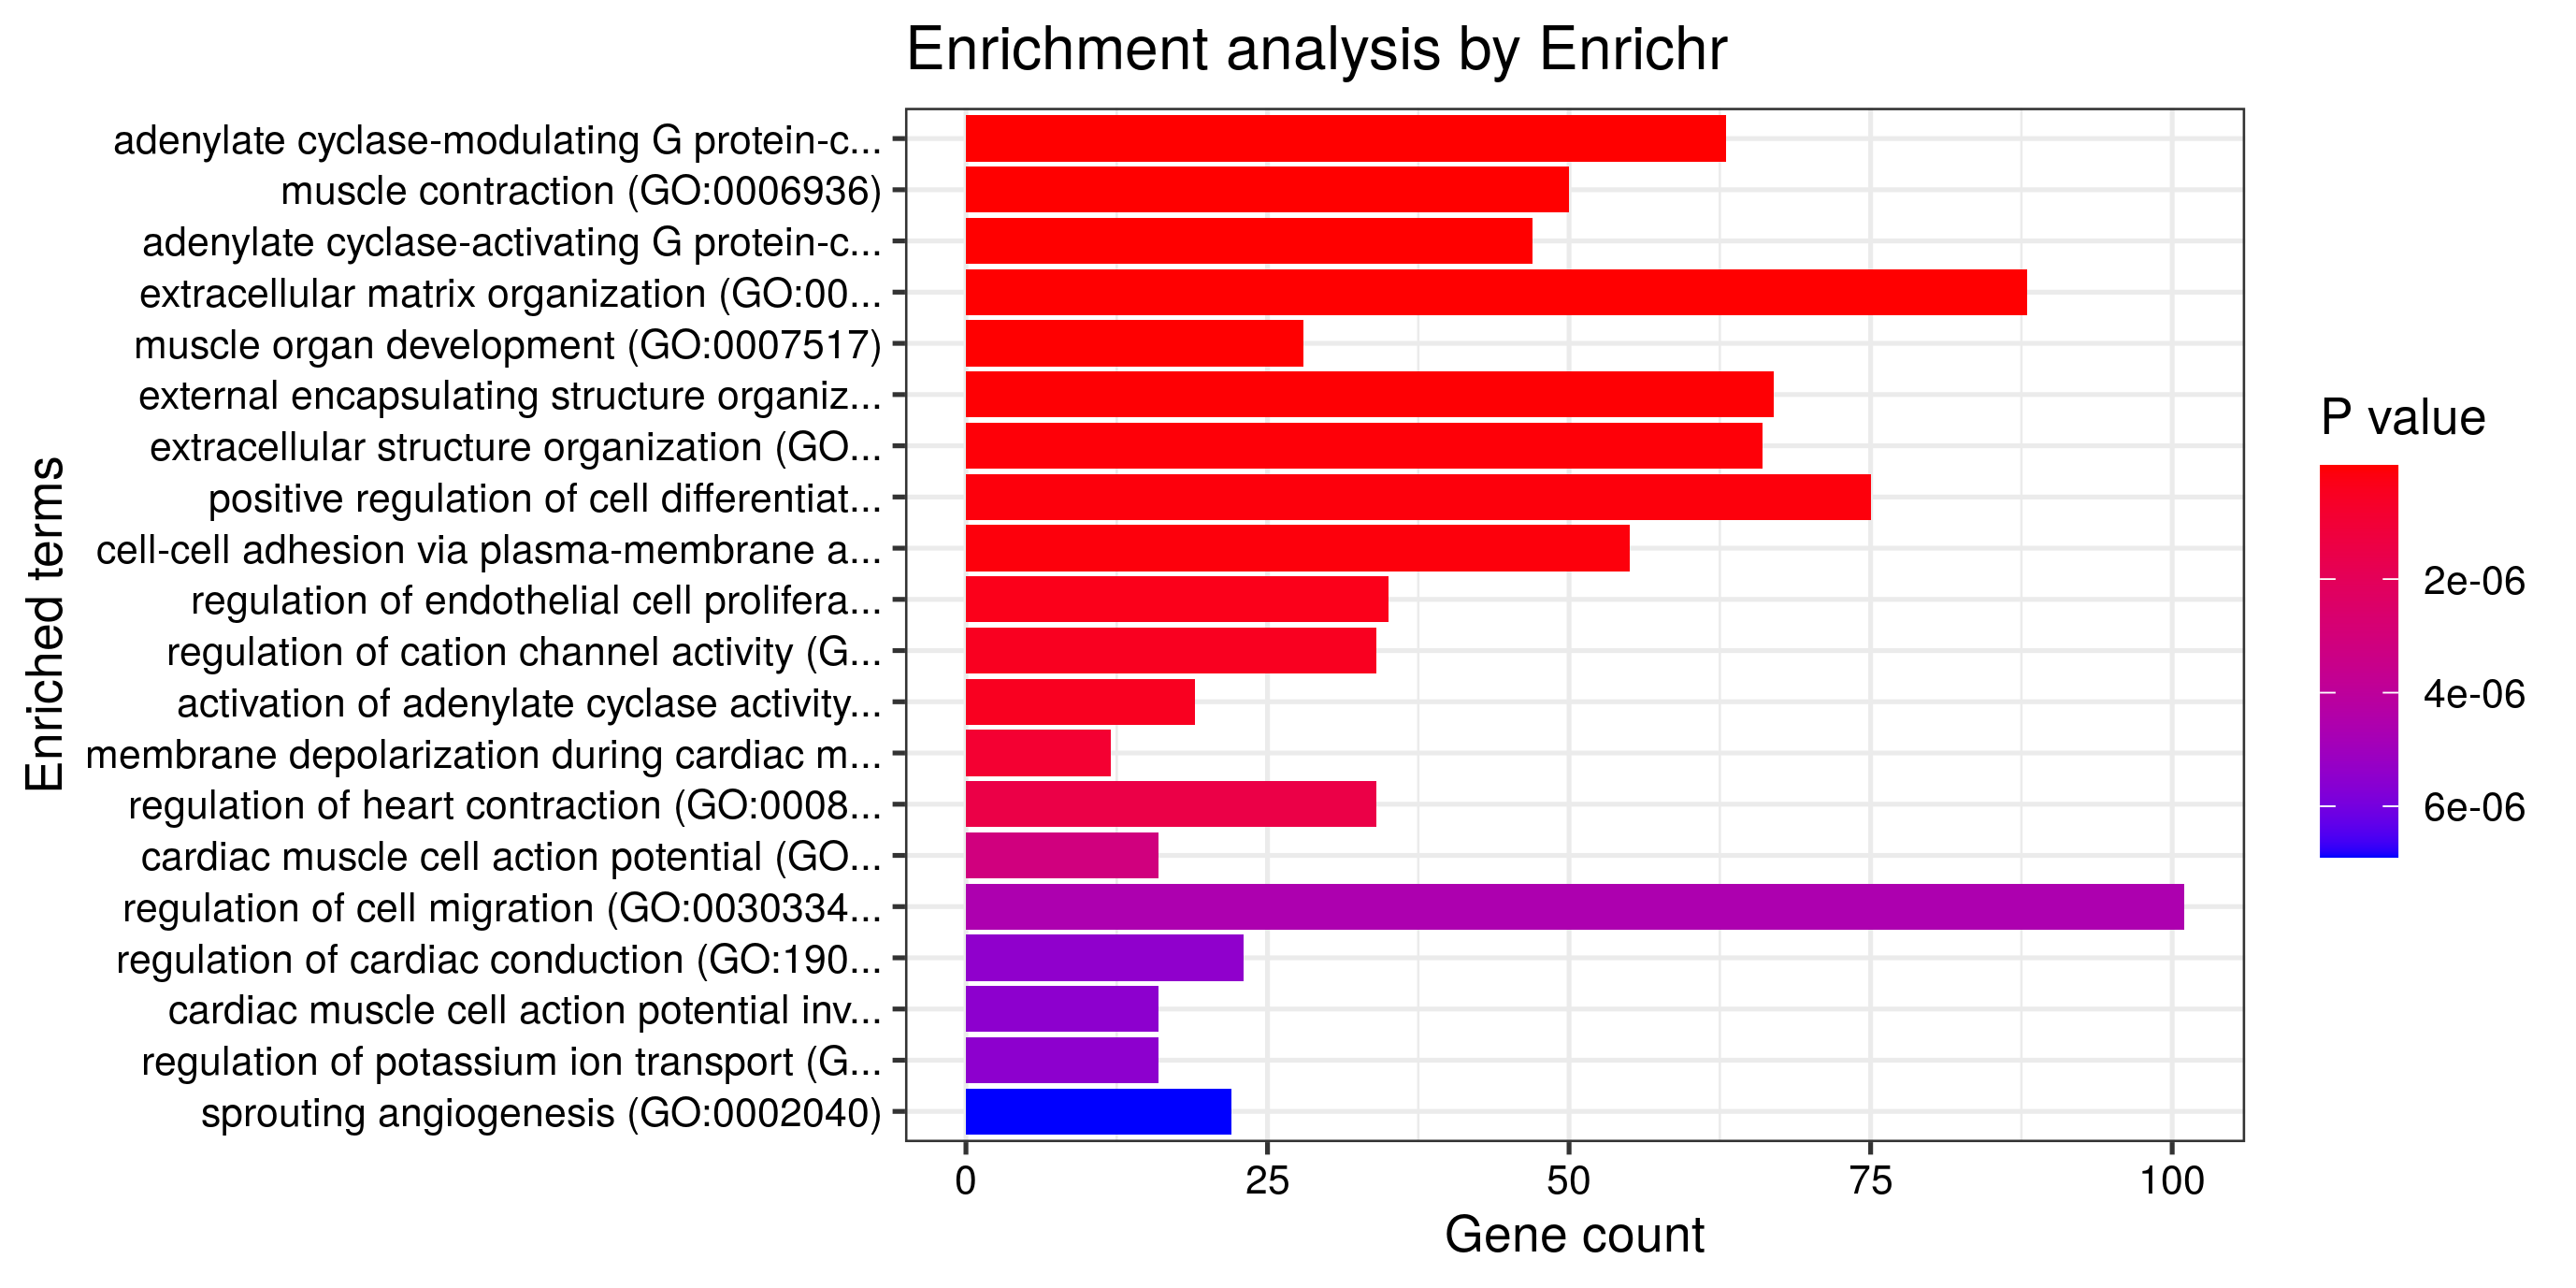 Enrichment analysis by Enrichr
Enriched terms
adenylate cyclase-modulating G protein-c...
muscle contraction (GO:0006936)
adenylate cyclase-activating G protein-c...
extracellular matrix organization (GO:00...
muscle organ development (GO:0007517)
external encapsulating structure organiz...
extracellular structure organization (GO...
positive regulation of cell differentiat...
cell-cell adhesion via plasma-membrane a...
regulation of endothelial cell prolifera...
regulation of cation channel activity (G...
activation of adenylate cyclase activity...
membrane depolarization during cardiac m...
regulation of heart contraction (GO:0008...
cardiac muscle cell action potential (GO...
regulation of cell migration (GO:0030334...
regulation of cardiac conduction (GO:190...
cardiac muscle cell action potential inv...
regulation of potassium ion transport (G...
sprouting angiogenesis (GO:0002040)
0 25 50 75 100
Gene count
P value
2e-06
4e-06
6e-06